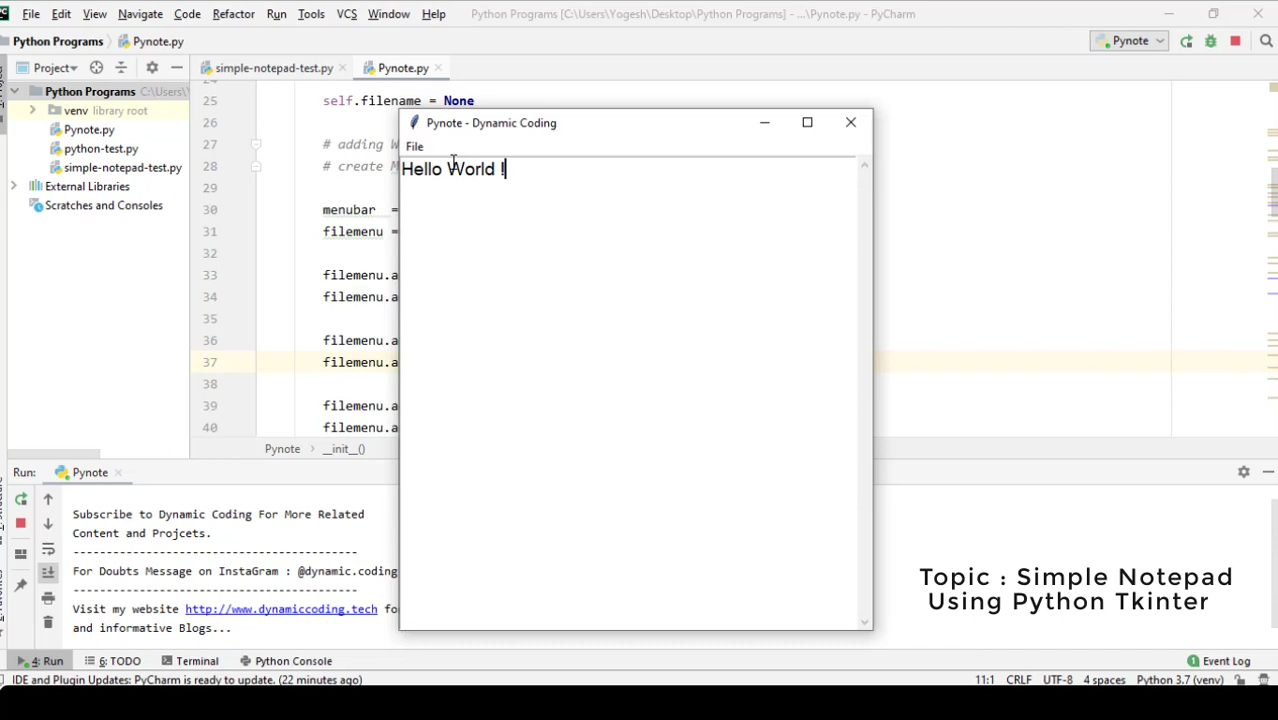 File Edit View Navigate Code Refactor Run Tools VCS Window Help Python Programs [C:\Users\Yogesh\Desktop\Python Programs] - ...\Pynote.py - PyCharm
Python Programs Pynote.py Pynote
Project simple-notepad-test.py Pynote.py
Python Programs C:\Users\
venv library root
Pynote.py
python-test.py
simple-notepad-test.py
External Libraries
Scratches and Consoles
25 self.filename = None
26
27 # adding
28 # create
29
30 menubar =
31 filemenu =
32
33 filemenu.a
34 filemenu.a
35
36 filemenu.a
37 filemenu.a
38
39 filemenu.a
40 filemenu.a
Pynote __init__()
Pynote - Dynamic Coding
File
Hello World !
Run: Pynote
Subscribe to Dynamic Coding For More Related
Content and Projcets.
----------------------------------------
For Doubts Message on InstaGram : @dynamic.coding
----------------------------------------
Visit my website http://www.dynamiccoding.tech fo
and informative Blogs...
Topic : Simple Notepad
Using Python Tkinter
4: Run 6: TODO Terminal Python Console Event Log
IDE and Plugin Updates: PyCharm is ready to update. (22 minutes ago) 11:1 CRLF UTF-8 4 spaces Python 3.7 (venv)